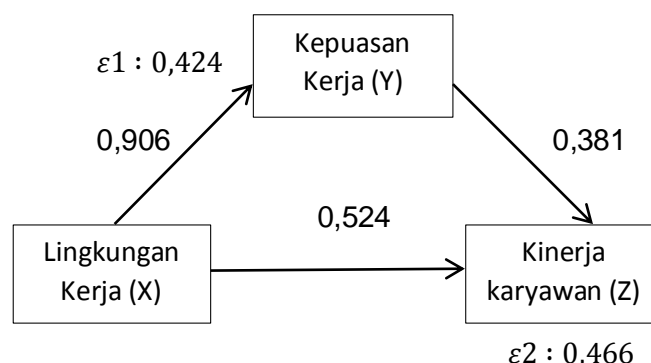 Kepuasan
Kerja (Y)
𝜀1 : 0,424
0,906
0,381
0,524
Lingkungan
Kerja (X)
Kinerja
karyawan (Z)
𝜀2 : 0,466